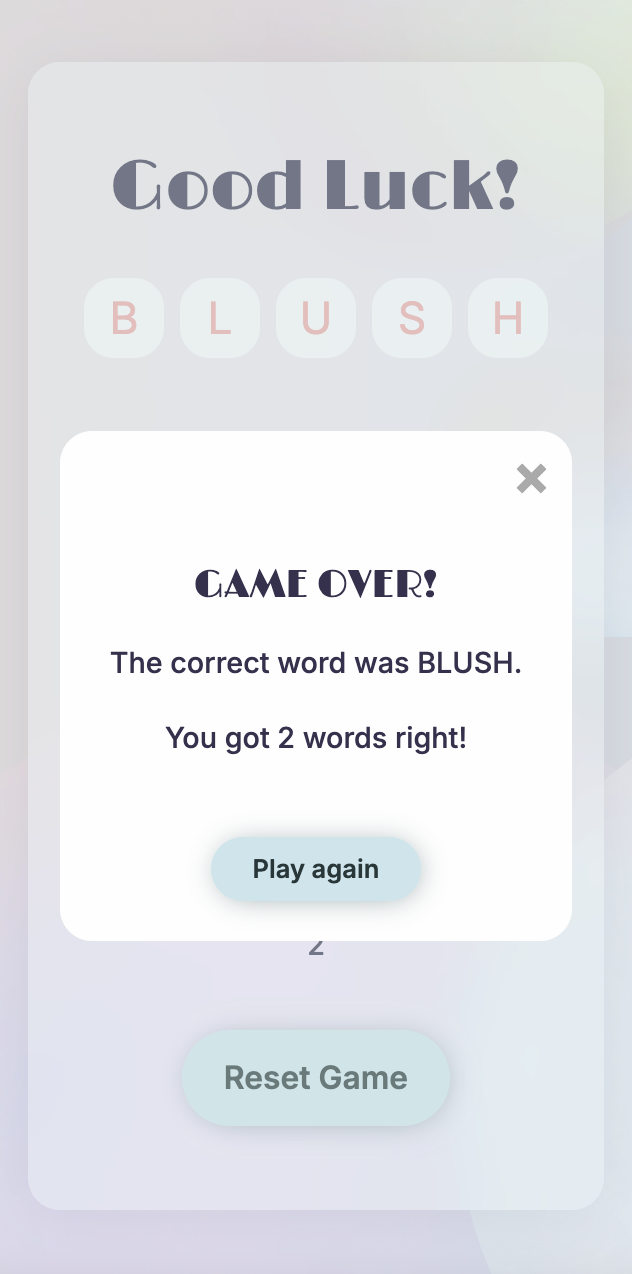 Good Luck!
B L U S H
GAME OVER!
The correct word was BLUSH.
You got 2 words right!
Play again
2
Reset Game